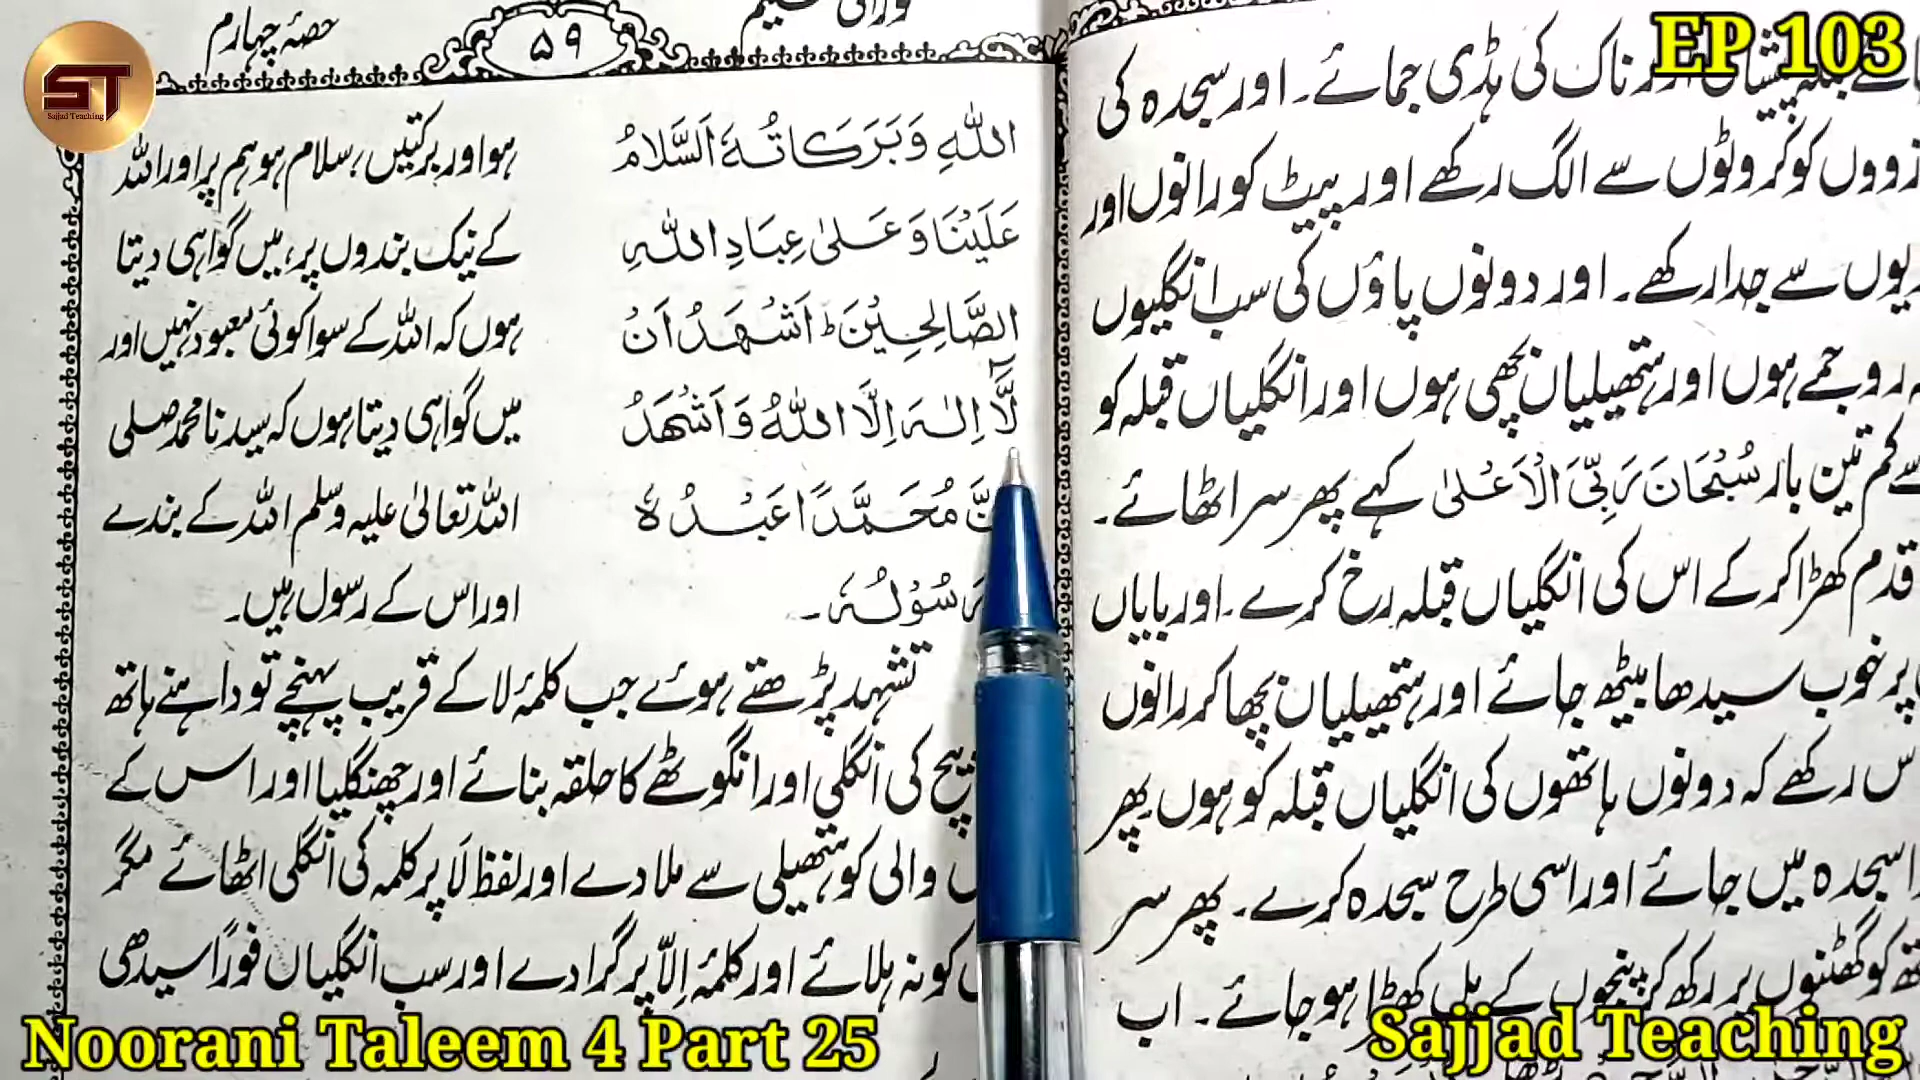 EP 103
ST
Sajjad Teaching
حصۂ چہارم
۵۹
اللّٰهِ وَبَرَكَاتُهٗ اَلسَّلَامُ
عَلَيْنَا وَعَلٰى عِبَادِ اللّٰهِ
الصَّالِحِيْنَ ؕ اَشْهَدُ اَنْ
لَّآ اِلٰهَ اِلَّا اللّٰهُ وَاَشْهَدُ
نَّ مُحَمَّدًا عَبْدُهٗ
رَسُوْلُهٗ۔
ہو اور برکتیں، سلام ہو ہم پر اور اللہ
کے نیک بندوں پر، میں گواہی دیتا
ہوں کہ اللہ کے سوا کوئی معبود نہیں اور
میں گواہی دیتا ہوں کہ سیدنا محمد صلی
اللہ تعالیٰ علیہ وسلم اللہ کے بندے
اور اس کے رسول ہیں۔
تشہد پڑھتے ہوئے جب کلمۂ لا کے قریب پہنچے تو داہنے ہاتھ
بیچ کی انگلی اور انگوٹھے کا حلقہ بنائے اور چھنگلیا اور اس کے
والی کو ہتھیلی سے ملا دے اور لفظ لَا پر کلمہ کی انگلی اٹھائے مگر
کو نہ ہلائے اور کلمۂ اِلَّا پر گرا دے اور سب انگلیاں فوراً سیدھی
ناک کی ہڈی جمائے۔ اور سجدہ کی
کو کروٹوں سے الگ رکھے اور پیٹ کو رانوں اور
سے جدا رکھے۔ اور دونوں پاؤں کی سب انگلیوں
رو جمے ہوں اور ہتھیلیاں بچھی ہوں اور انگلیاں قبلہ کو
کم تین بار سُبْحَانَ رَبِّیَ الْاَعْلٰی کہے پھر سر اٹھائے۔
قدم کھڑا کر کے اس کی انگلیاں قبلہ رخ کرے۔ اور بایاں
پر خوب سیدھا بیٹھ جائے اور ہتھیلیاں بچھا کر رانوں
س رکھے کہ دونوں ہاتھوں کی انگلیاں قبلہ کو ہوں پھر
سجدہ میں جائے اور اسی طرح سجدہ کرے۔ پھر سر
کو گھٹنوں پر رکھ کر پنجوں کے بل کھڑا ہو جائے۔ اب
Noorani Taleem 4 Part 25
Sajjad Teaching